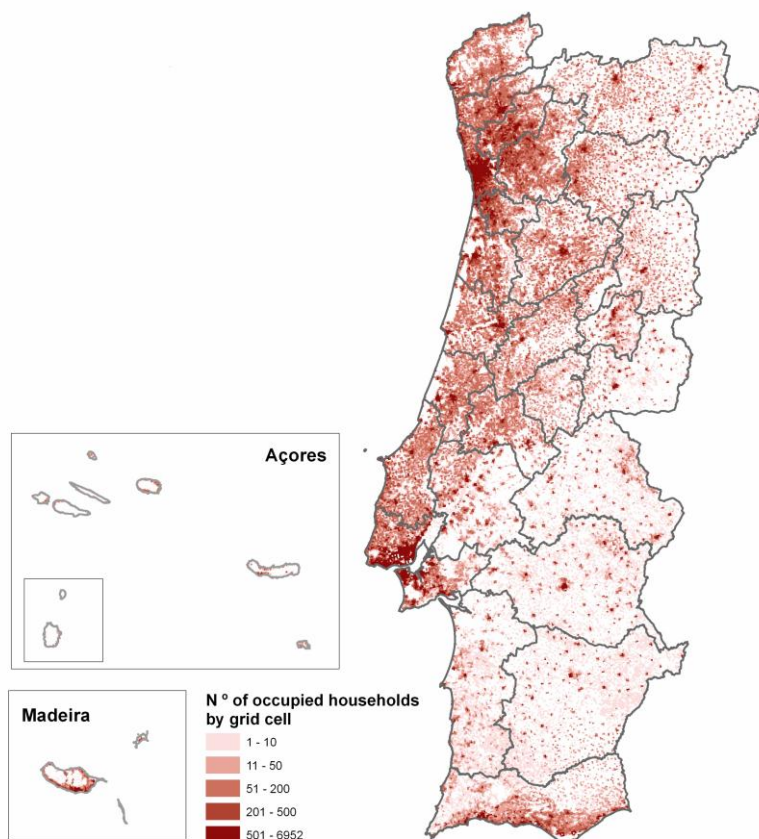 Açores
Madeira
N º of occupied households
by grid cell
1 - 10
11 - 50
51 - 200
201 - 500
501 - 6952